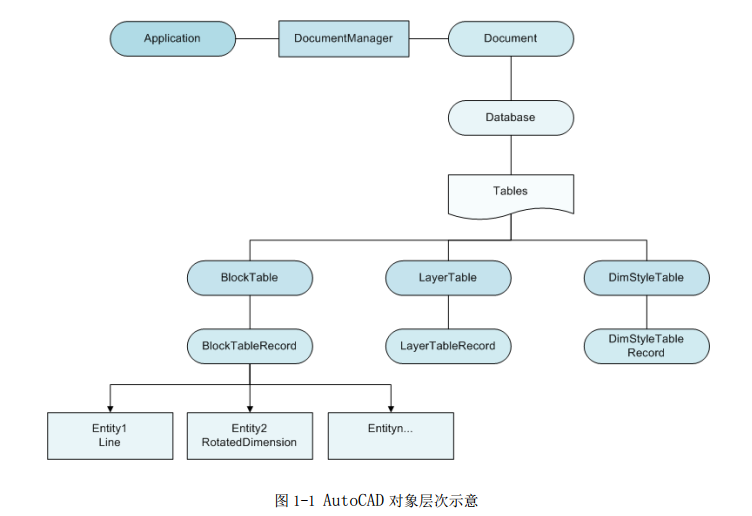 Application
DocumentManager
Document
Database
Tables
BlockTable
LayerTable
DimStyleTable
BlockTableRecord
LayerTableRecord
DimStyleTable
Record
Entity1
Line
Entity2
RotatedDimension
Entityn...
图 1-1 AutoCAD 对象层次示意